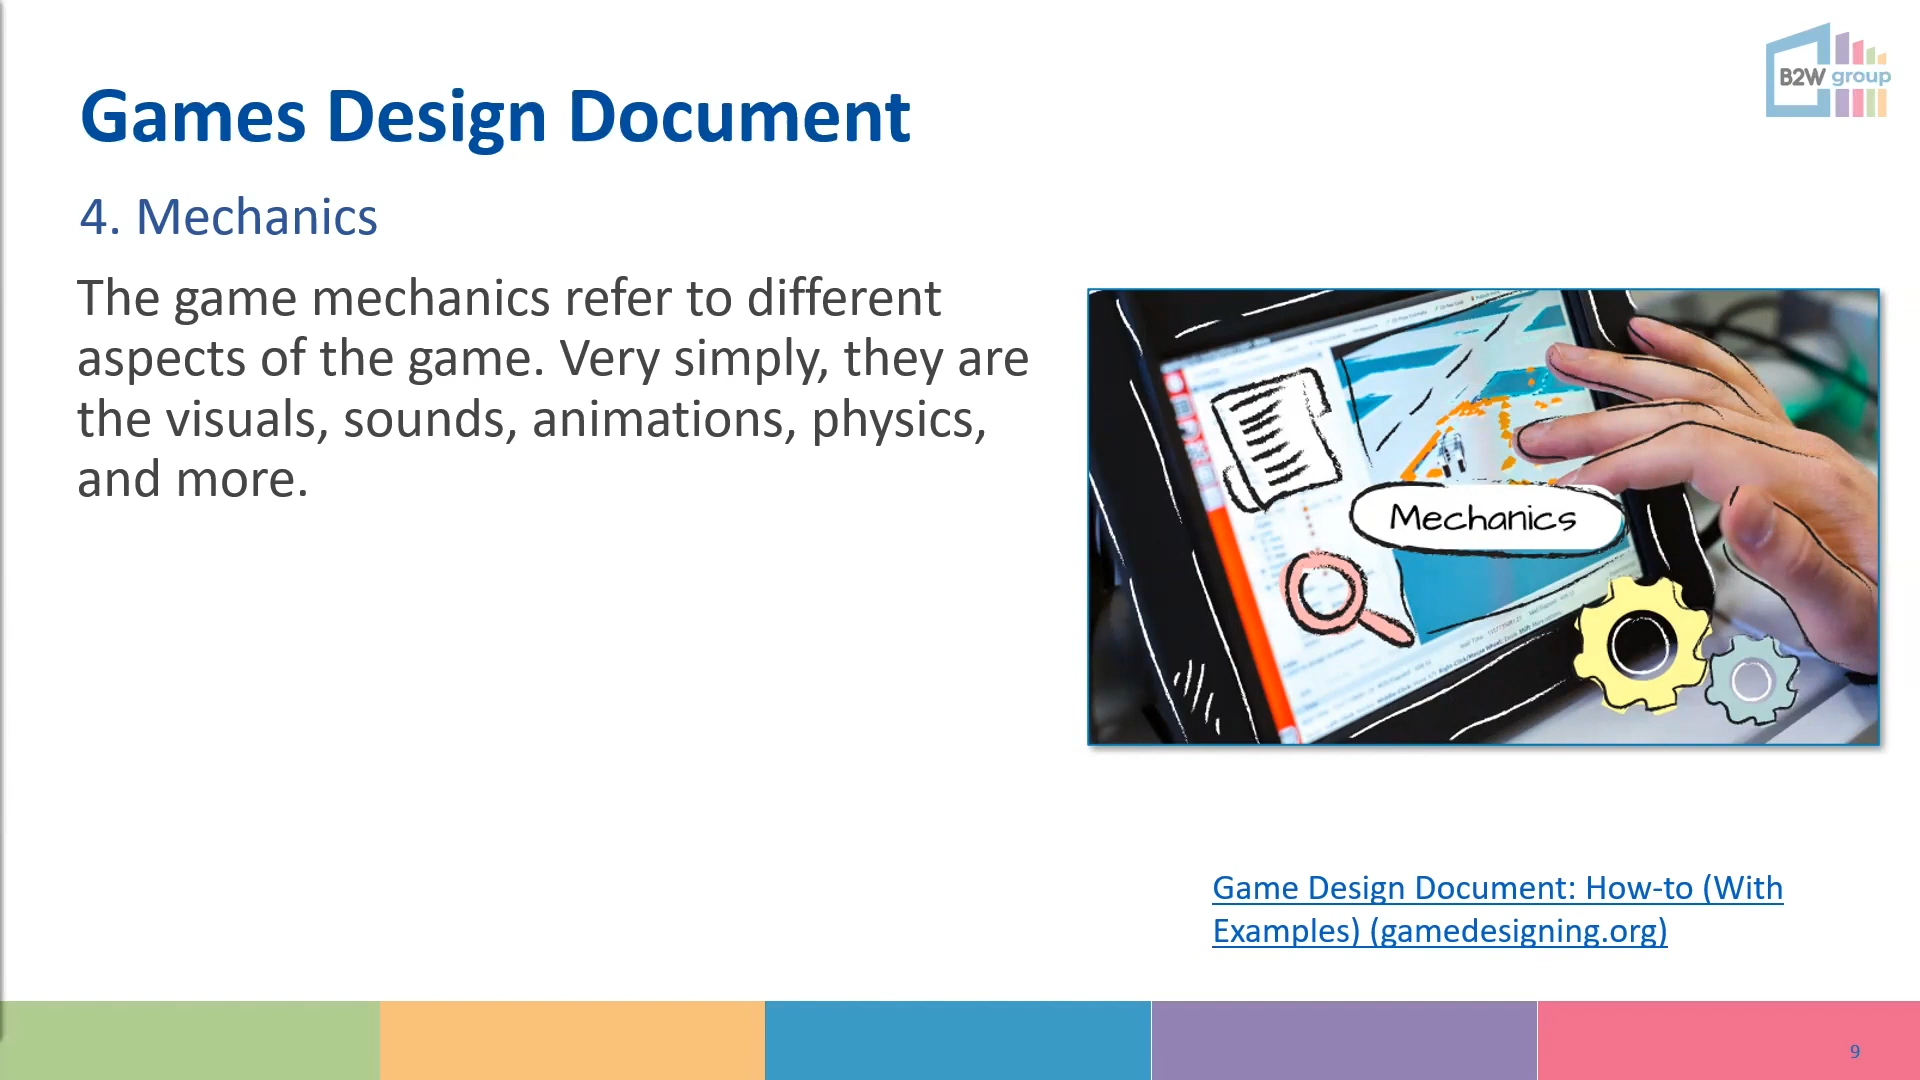 B2W group
Games Design Document
4. Mechanics
The game mechanics refer to different
aspects of the game. Very simply, they are
the visuals, sounds, animations, physics,
and more.
Mechanics
Game Design Document: How-to (With
Examples) (gamedesigning.org)
9